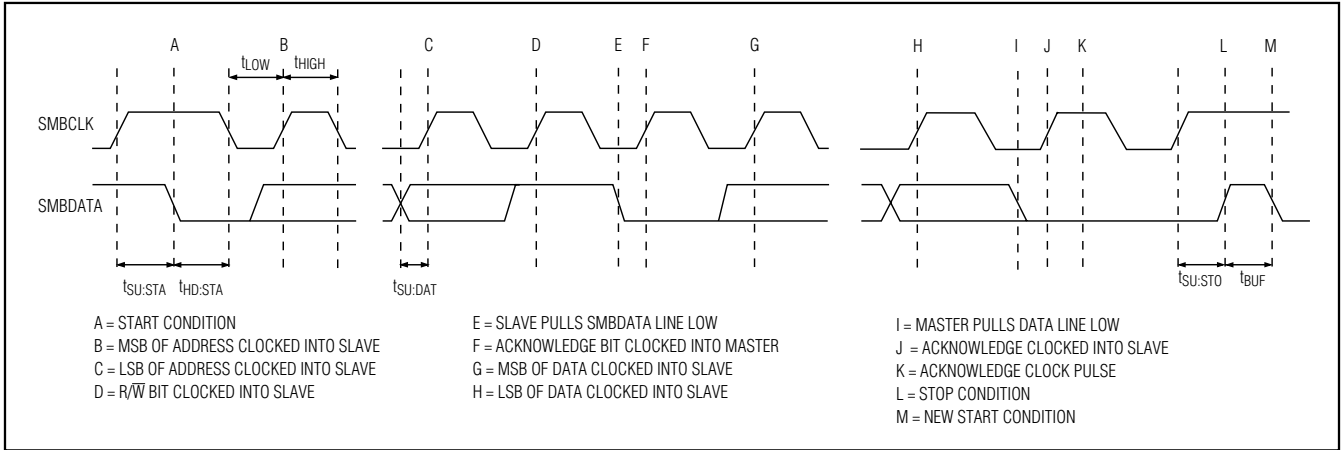 A B C D E F G H I J K L M
tLOW tHIGH
SMBCLK
SMBDATA
tSU:STA tHD:STA tSU:DAT tSU:STO tBUF
A = START CONDITION
B = MSB OF ADDRESS CLOCKED INTO SLAVE
C = LSB OF ADDRESS CLOCKED INTO SLAVE
D = R/W̅ BIT CLOCKED INTO SLAVE
E = SLAVE PULLS SMBDATA LINE LOW
F = ACKNOWLEDGE BIT CLOCKED INTO MASTER
G = MSB OF DATA CLOCKED INTO SLAVE
H = LSB OF DATA CLOCKED INTO SLAVE
I = MASTER PULLS DATA LINE LOW
J = ACKNOWLEDGE CLOCKED INTO SLAVE
K = ACKNOWLEDGE CLOCK PULSE
L = STOP CONDITION
M = NEW START CONDITION